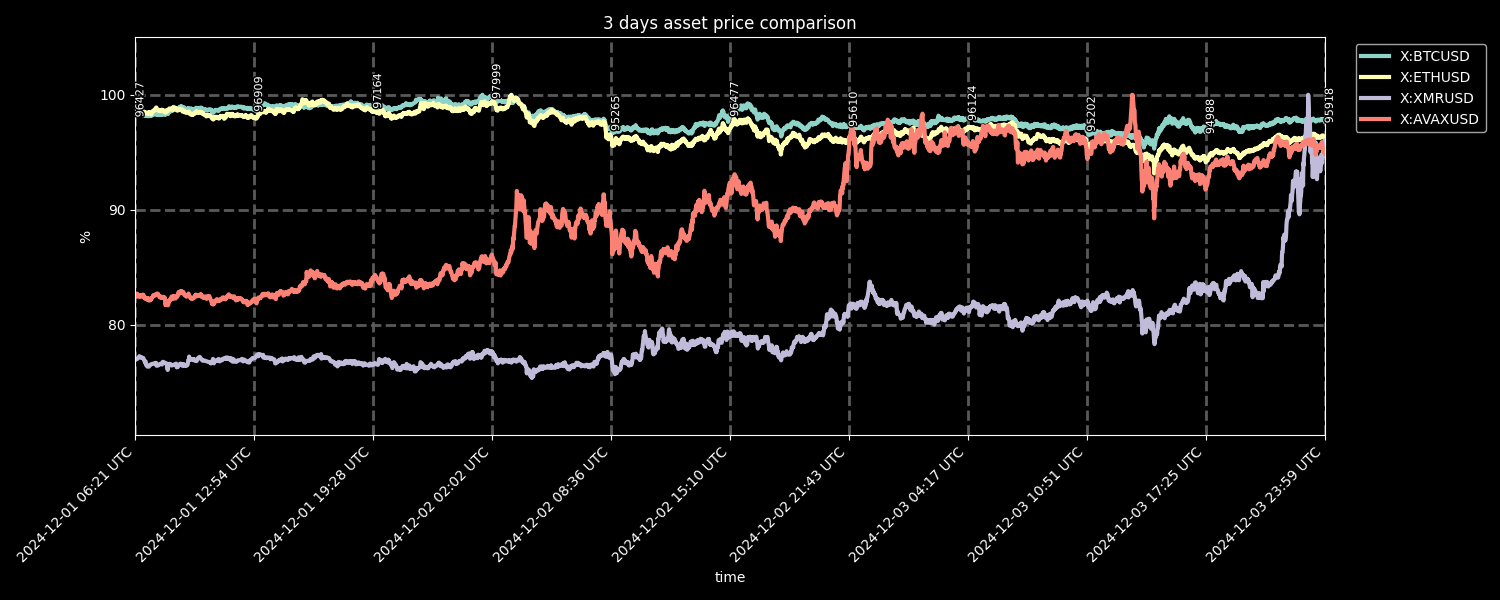 3 days asset price comparison
X:BTCUSD
X:ETHUSD
X:XMRUSD
X:AVAXUSD
100
90
80
%
96427
96909
97164
97999
95265
96477
95610
96124
95202
94988
95918
2024-12-01 06:21 UTC
2024-12-01 12:54 UTC
2024-12-01 19:28 UTC
2024-12-02 02:02 UTC
2024-12-02 08:36 UTC
2024-12-02 15:10 UTC
2024-12-02 21:43 UTC
2024-12-03 04:17 UTC
2024-12-03 10:51 UTC
2024-12-03 17:25 UTC
2024-12-03 23:59 UTC
time